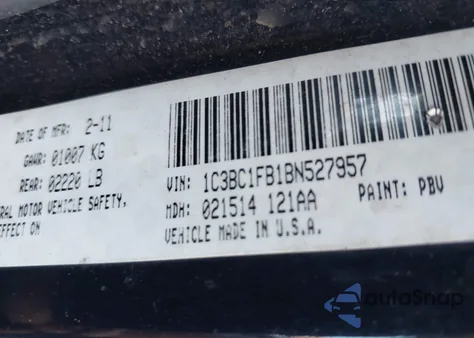 DATE OF MFR: 2-11
GAWR: 01007 KG
REAR: 02220 LB
ERAL MOTOR VEHICLE SAFETY,
EFFECT ON
VIN: 1C3BC1FB1BN527957
MDH: 021514 121AA PAINT: PBV
VEHICLE MADE IN U.S.A.
autoSnap